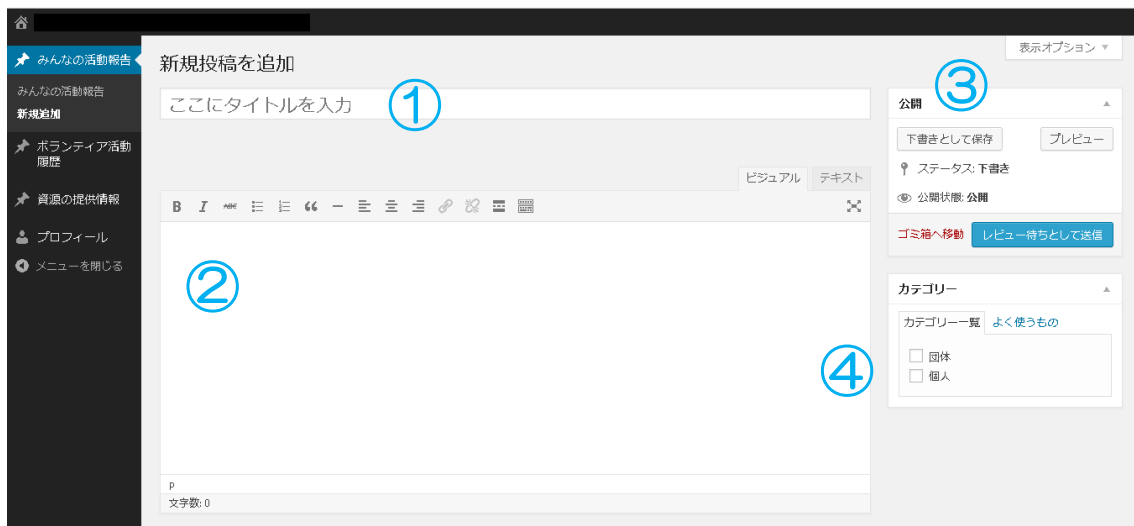 みんなの活動報告
みんなの活動報告
新規追加
ボランティア活動
履歴
資源の提供情報
プロフィール
メニューを閉じる
表示オプション ▼
新規投稿を追加
ここにタイトルを入力
①
ビジュアル テキスト
B I ABC
②
p
文字数: 0
③
公開
下書きとして保存 プレビュー
ステータス: 下書き
公開状態: 公開
ゴミ箱へ移動 レビュー待ちとして送信
カテゴリー
カテゴリー一覧 よく使うもの
④
団体
個人